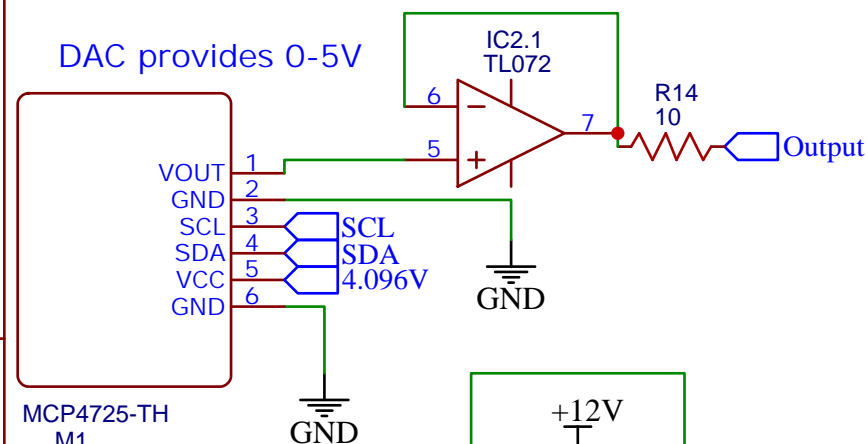 DAC provides 0-5V
IC2.1
TL072
6
5
7
R14
10
Output
VOUT 1
GND 2
SCL 3 SCL
SDA 4 SDA
VCC 5 4.096V
GND 6
GND
GND
MCP4725-TH
M1
+12V